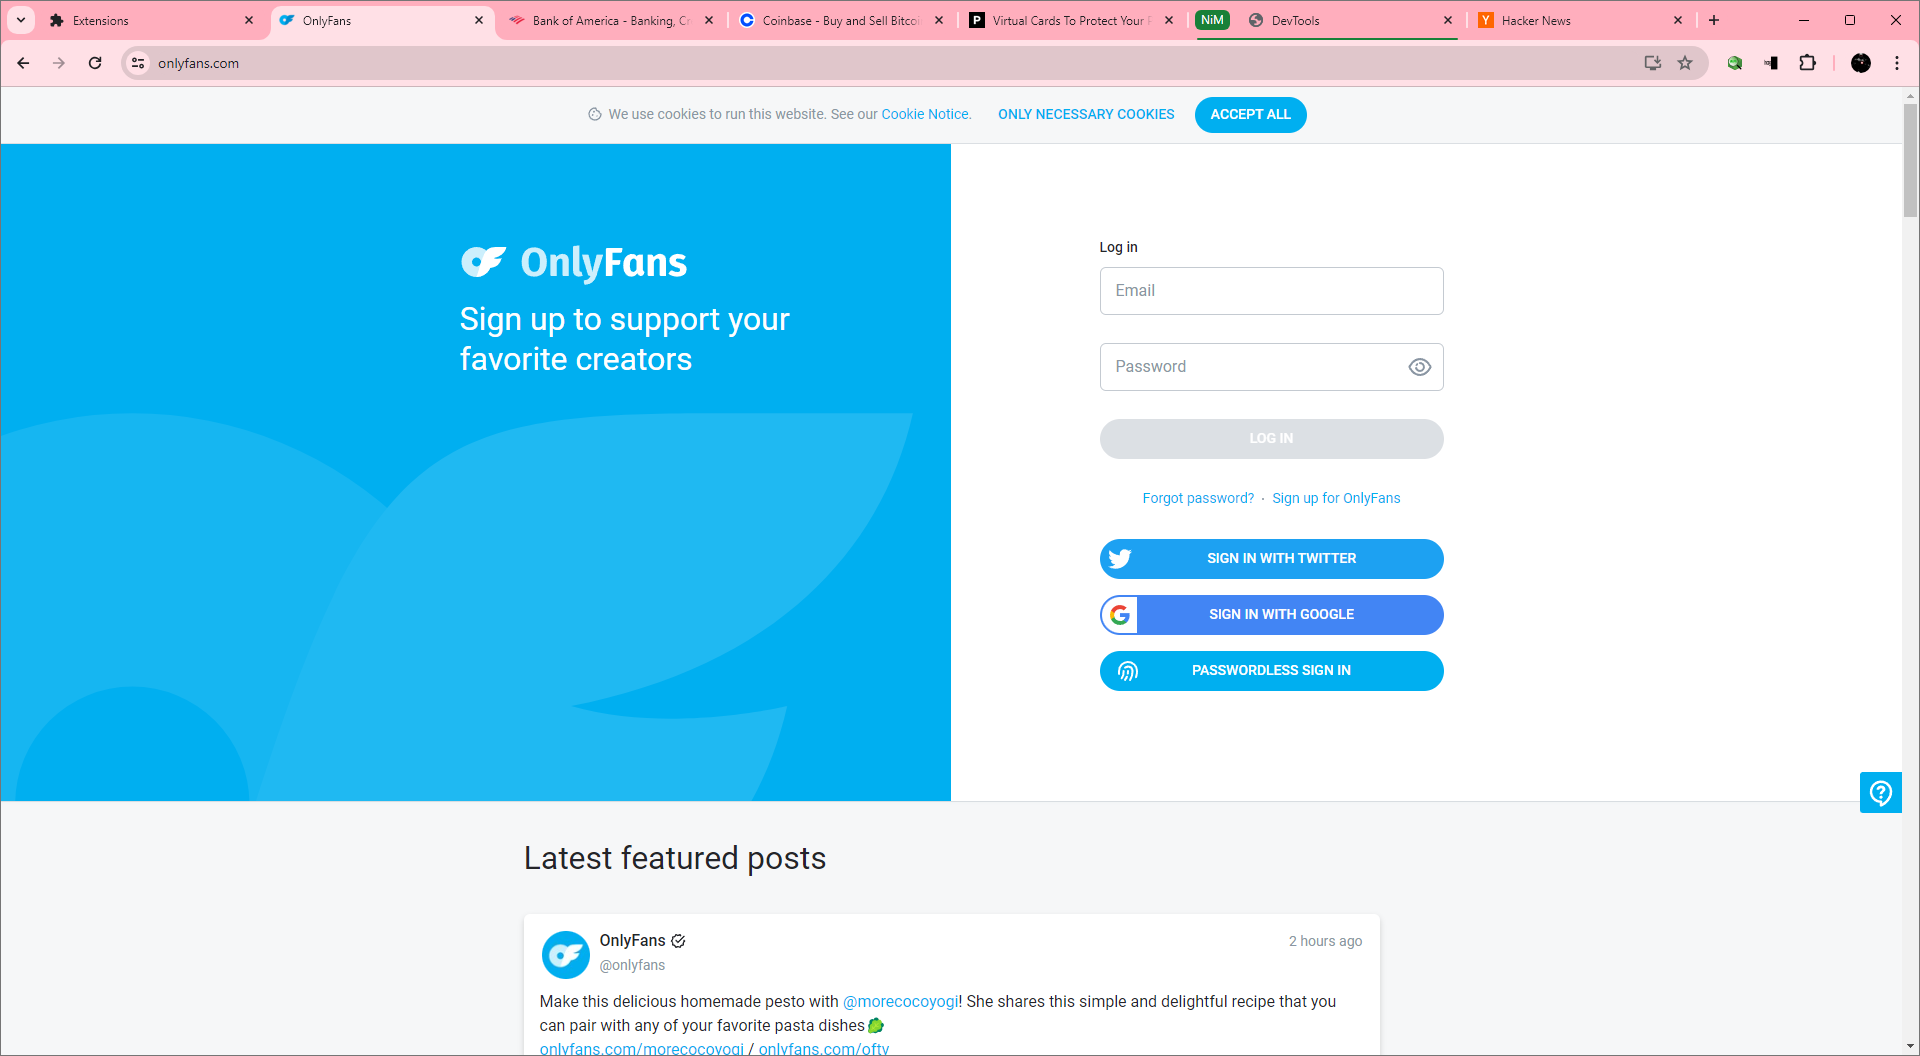 Extensions
OnlyFans
Bank of America - Banking, Cr
Coinbase - Buy and Sell Bitcoi
Virtual Cards To Protect Your P
NiM
DevTools
Hacker News
onlyfans.com
We use cookies to run this website. See our Cookie Notice.
ONLY NECESSARY COOKIES
ACCEPT ALL
OnlyFans
Sign up to support your
favorite creators
Log in
Email
Password
LOG IN
Forgot password? · Sign up for OnlyFans
SIGN IN WITH TWITTER
SIGN IN WITH GOOGLE
PASSWORDLESS SIGN IN
Latest featured posts
OnlyFans
2 hours ago
@onlyfans
Make this delicious homemade pesto with @morecocoyogi! She shares this simple and delightful recipe that you
can pair with any of your favorite pasta dishes🥦
onlyfans.com/morecocoyogi / onlyfans.com/oftv